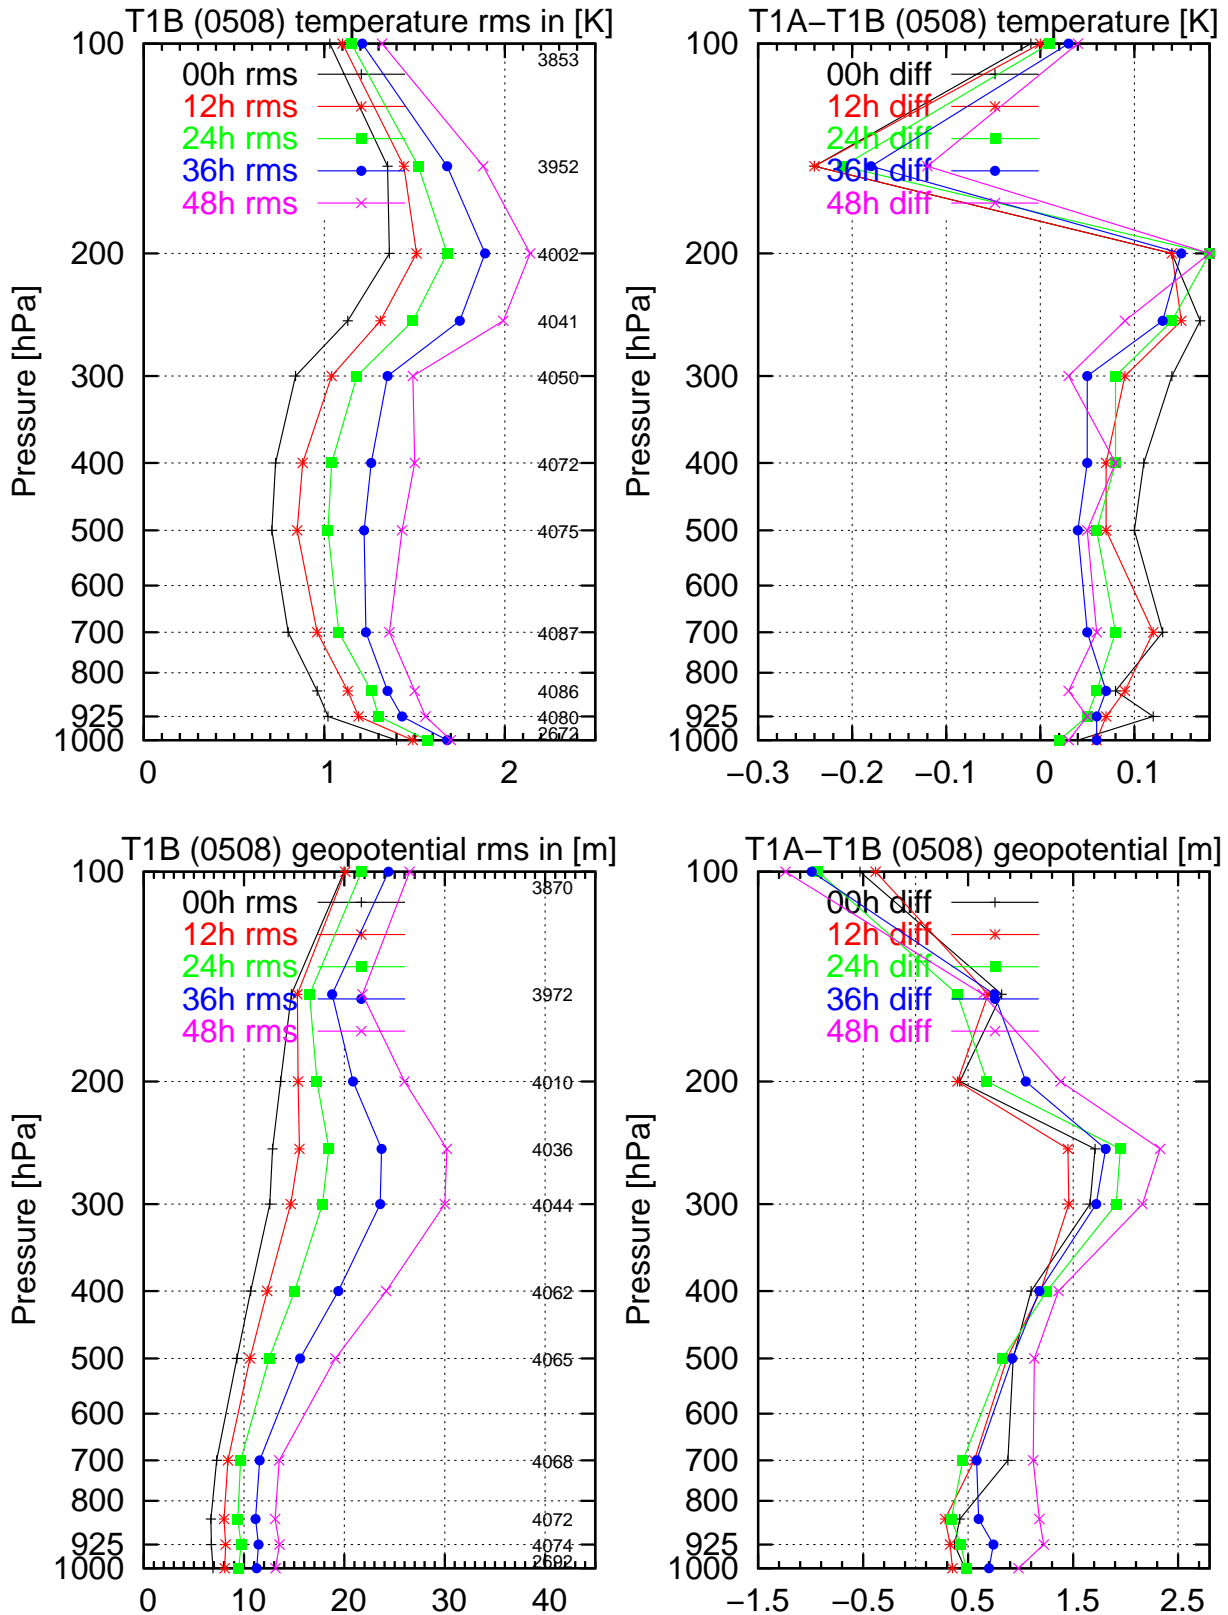 T1B (0508) temperature rms in [K]
100
200
300
400
500
600
700
800
925
1000
Pressure [hPa]
00h rms
12h rms
24h rms
36h rms
48h rms
3853
3952
4002
4041
4050
4072
4075
4087
4086
4080
2673
0
1
2
T1A−T1B (0508) temperature [K]
100
200
300
400
500
600
700
800
925
1000
Pressure [hPa]
00h diff
12h diff
24h diff
36h diff
48h diff
−0.3
−0.2
−0.1
0
0.1
T1B (0508) geopotential rms in [m]
100
200
300
400
500
600
700
800
925
1000
Pressure [hPa]
00h rms
12h rms
24h rms
36h rms
48h rms
3870
3972
4010
4036
4044
4062
4065
4068
4072
4074
2692
0
10
20
30
40
T1A−T1B (0508) geopotential [m]
100
200
300
400
500
600
700
800
925
1000
Pressure [hPa]
00h diff
12h diff
24h diff
36h diff
48h diff
−1.5
−0.5
0.5
1.5
2.5